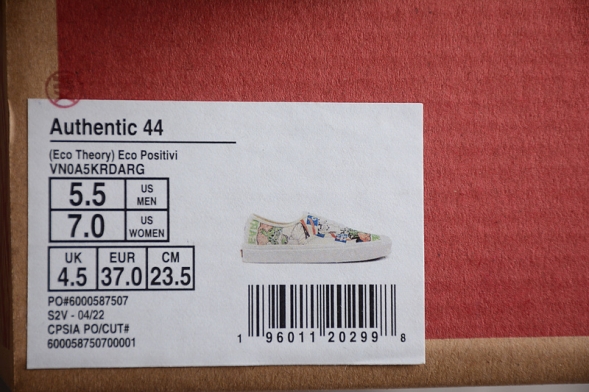 Authentic 44
(Eco Theory) Eco Positivi
VN0A5KRDARG
5.5 US MEN
7.0 US WOMEN
UK EUR CM
4.5 37.0 23.5
PO#6000587507
S2V - 04/22
CPSIA PO/CUT#
600058750700001
1 96011 20299 8